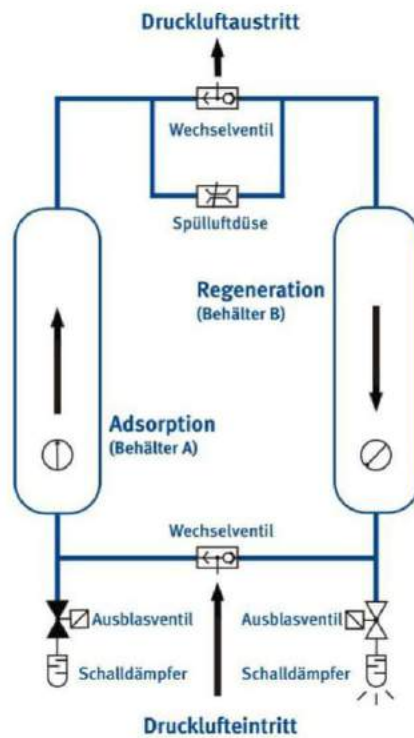 Druckluftaustritt
Wechselventil
Spülluftdüse
Regeneration
(Behälter B)
Adsorption
(Behälter A)
Wechselventil
Ausblasventil
Ausblasventil
Schalldämpfer
Schalldämpfer
Drucklufteintritt